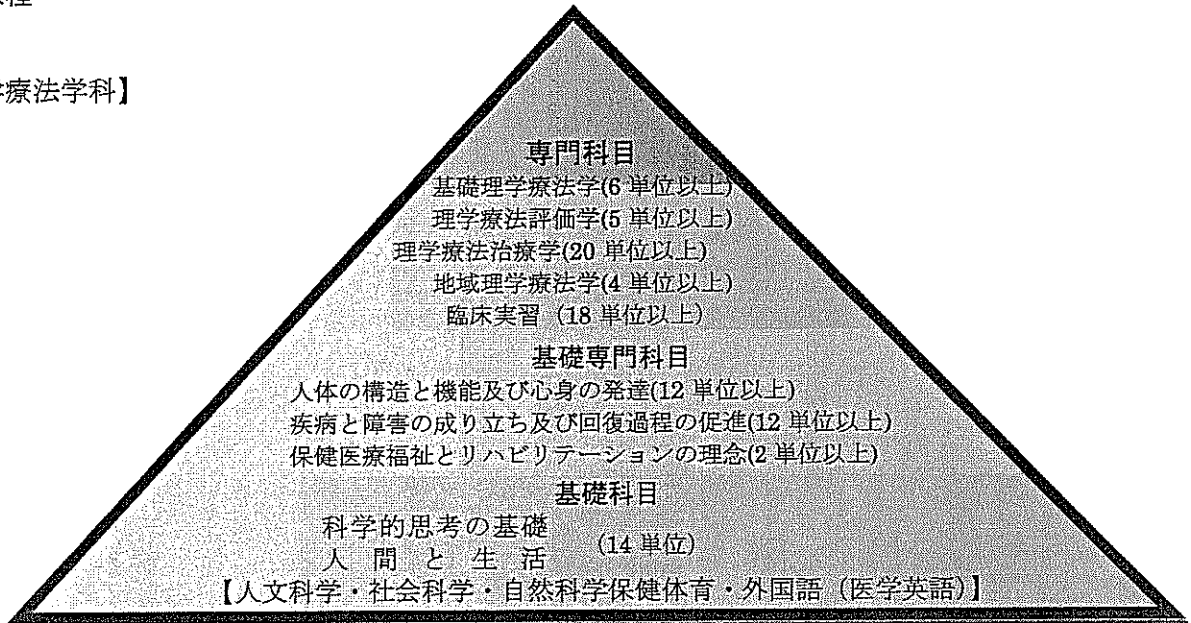 療法学科】
専門科目
基礎理学療法学(6 単位以上)
理学療法評価学(5 単位以上)
理学療法治療学(20 単位以上)
地域理学療法学(4 単位以上)
臨床実習（18 単位以上）
基礎専門科目
人体の構造と機能及び心身の発達(12 単位以上)
疾病と障害の成り立ち及び回復過程の促進(12 単位以上)
保健医療福祉とリハビリテーションの理念(2 単位以上)
基礎科目
科学的思考の基礎
人 間 と 生 活 （14 単位）
【人文科学・社会科学・自然科学保健体育・外国語（医学英語）】